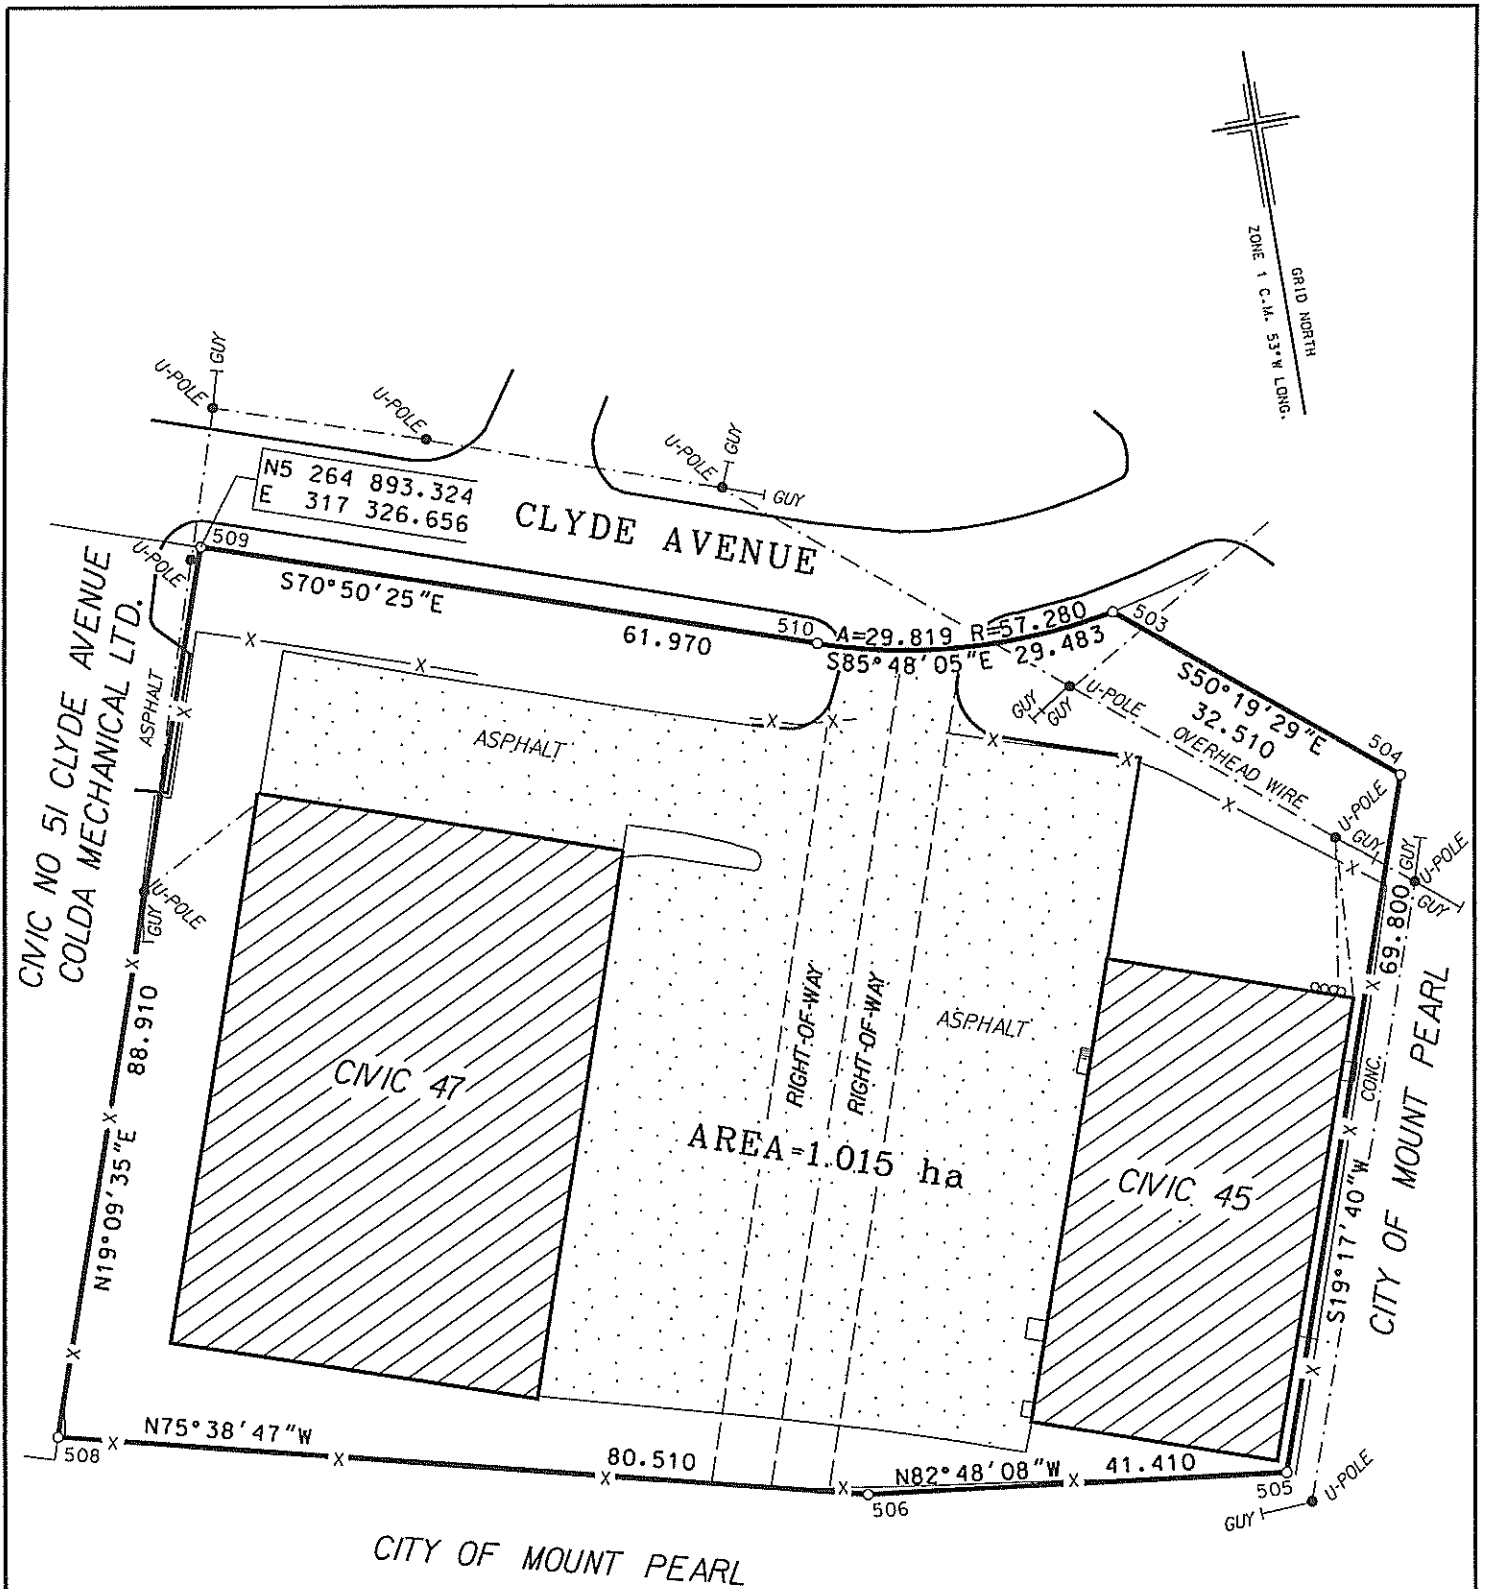 GRID NORTH
ZONE 1 C.M. 53°W LONG.
GUY
U-POLE
U-POLE
U-POLE
GUY
GUY
N5 264 893.324
E 317 326.656
CLYDE AVENUE
509
U-POLE
S70°50'25"E
61.970
510
A=29.819 R=57.280
S85°48'05"E 29.483
503
S50°19'29"E
32.510
504
U-POLE
GUY
GUY
OVERHEAD WIRE
U-POLE
GUY
GUY
U-POLE
GUY
CIVIC NO 51 CLYDE AVENUE
COLDA MECHANICAL LTD.
ASPHALT
X
X
X
X
X
X
X
X
X
ASPHALT
U-POLE
GUY
X
69.800
X
88.910
X
N19°09'35"E
X
CIVIC 47
RIGHT-OF-WAY
RIGHT-OF-WAY
ASPHALT
AREA=1.015 ha
CIVIC 45
CONC.
X
S19°17'40"W
X
CITY OF MOUNT PEARL
508
X
N75°38'47"W
X
80.510
X
X
506
N82°48'08"W
X
41.410
505
U-POLE
GUY
CITY OF MOUNT PEARL